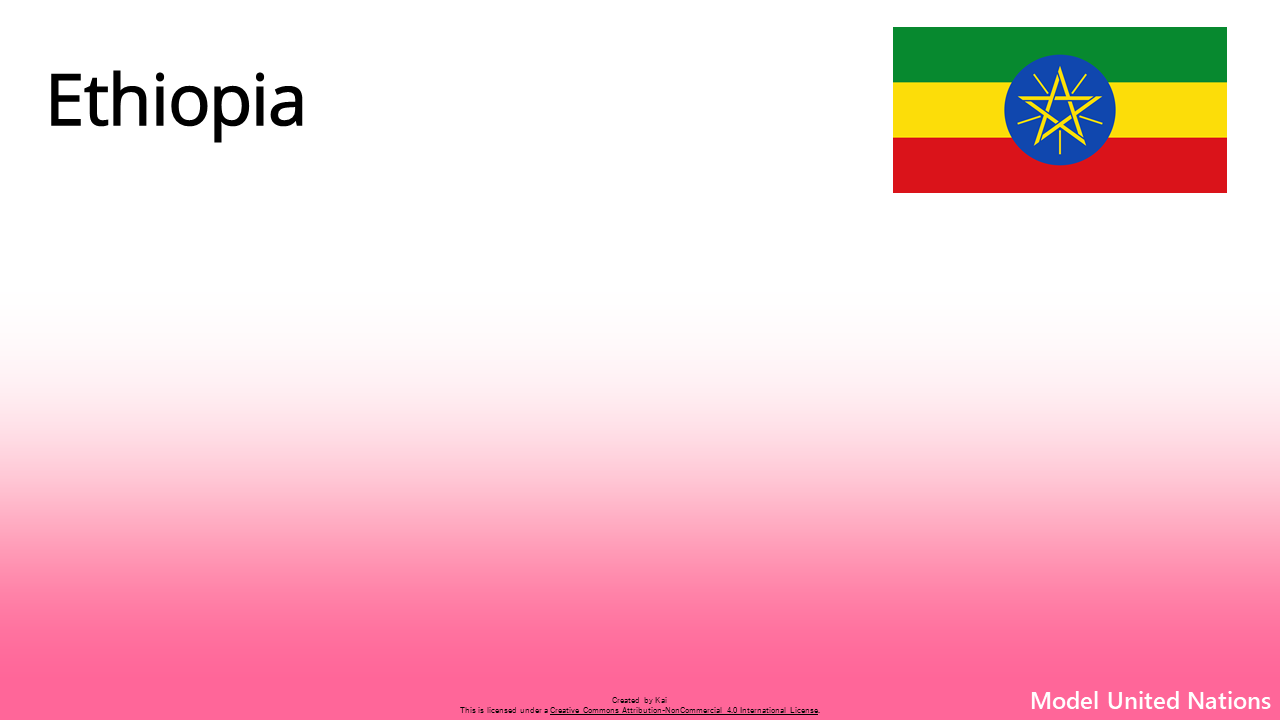 Ethiopia
Created by Kai
This is licensed under a Creative Commons Attribution-NonCommercial 4.0 International License.
Model United Nations